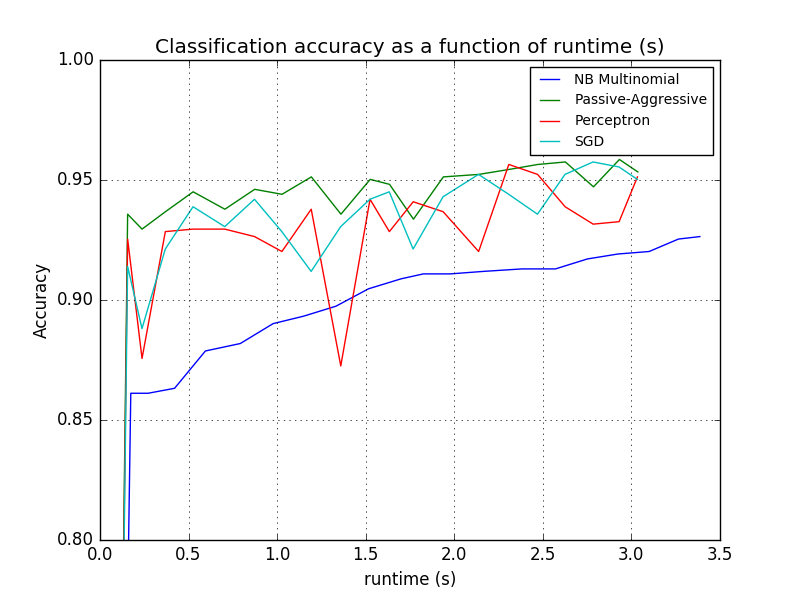 Classification accuracy as a function of runtime (s)
NB Multinomial
Passive-Aggressive
Perceptron
SGD
1.00
0.95
0.90
0.85
0.80
Accuracy
0.0 0.5 1.0 1.5 2.0 2.5 3.0 3.5
runtime (s)